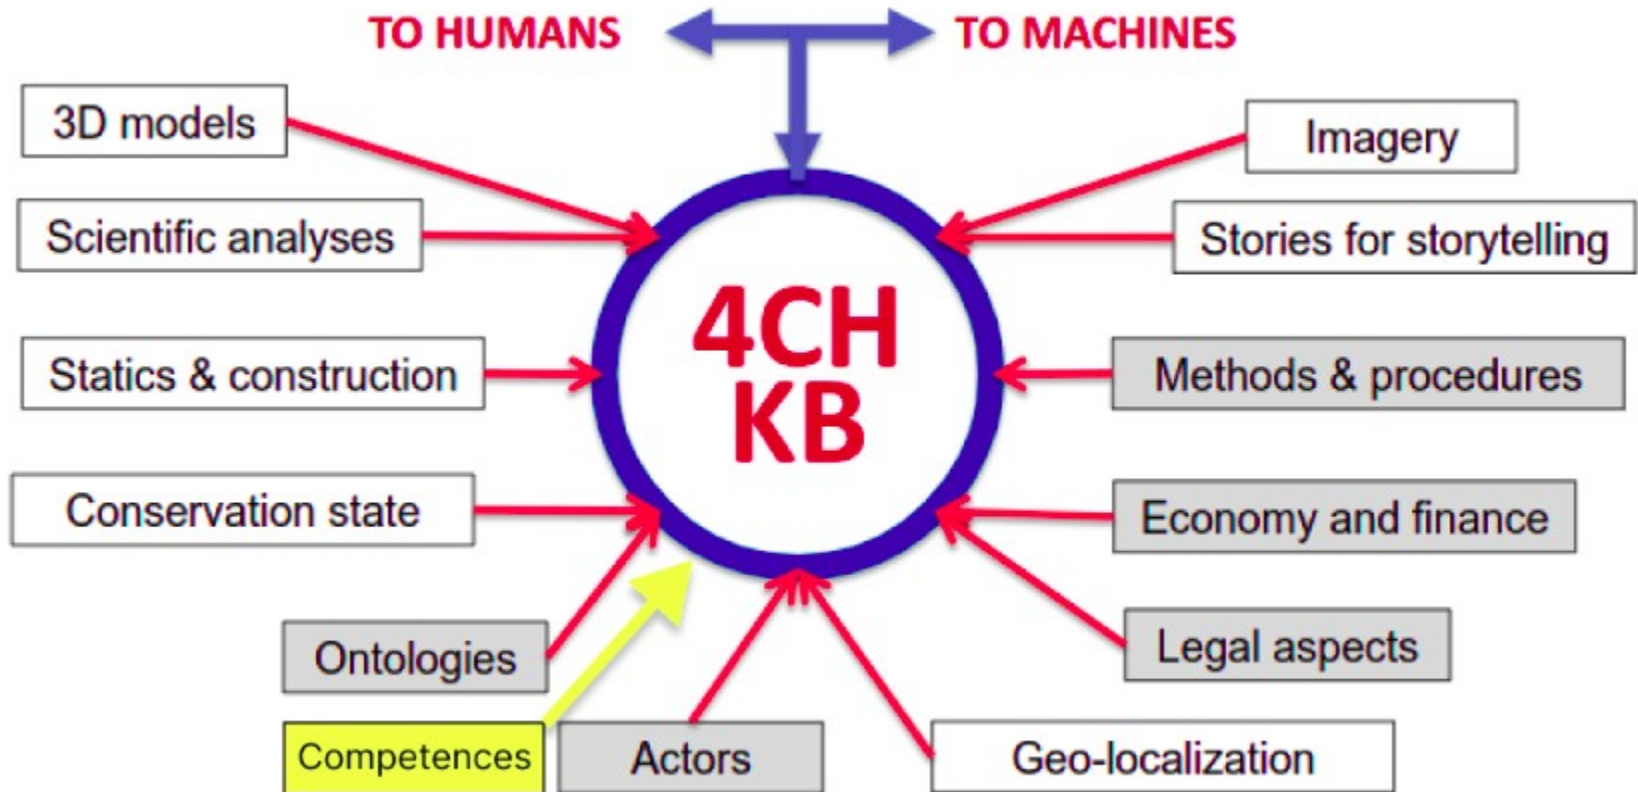 TO HUMANS
TO MACHINES
3D models
Imagery
Scientific analyses
Stories for storytelling
4CH
KB
Statics & construction
Methods & procedures
Conservation state
Economy and finance
Ontologies
Legal aspects
Competences
Actors
Geo-localization